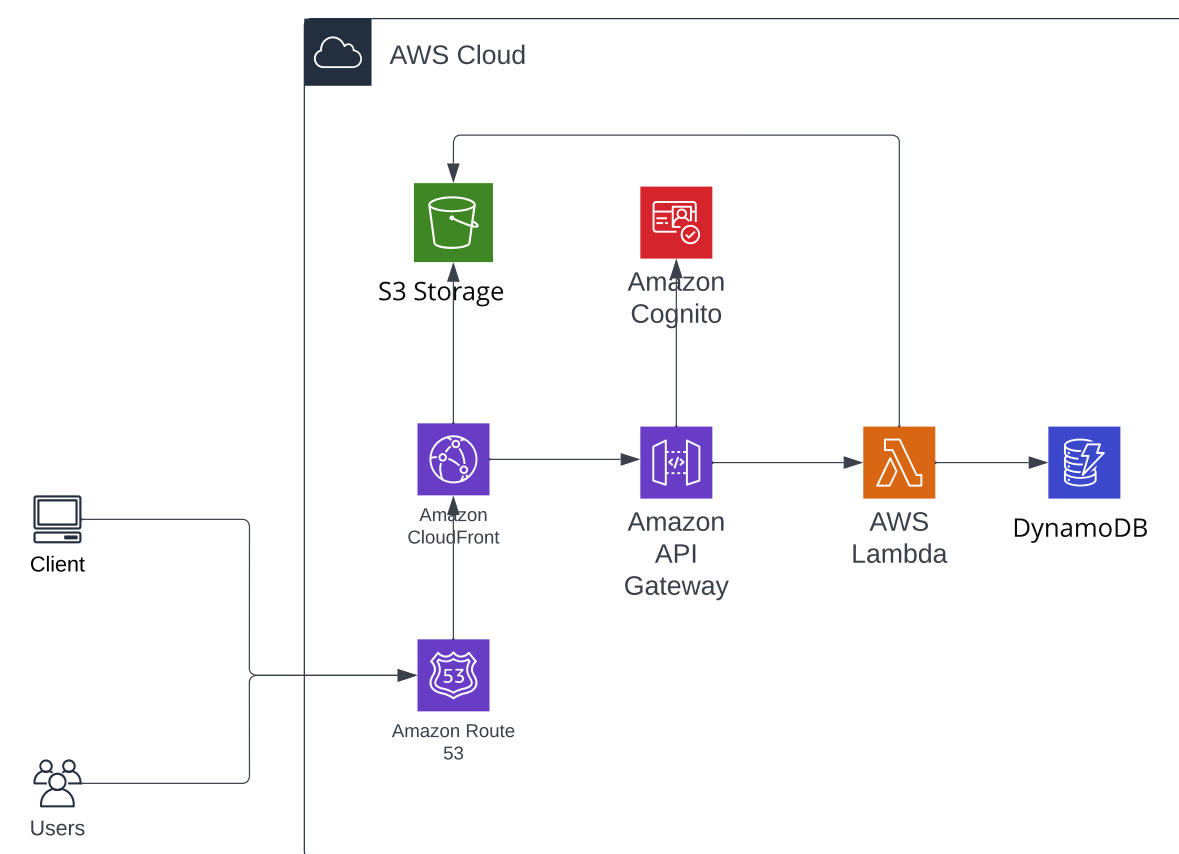 AWS Cloud
S3 Storage
Amazon
Cognito
Amazon
CloudFront
Amazon
API
Gateway
AWS
Lambda
DynamoDB
Client
53
Amazon Route
53
Users